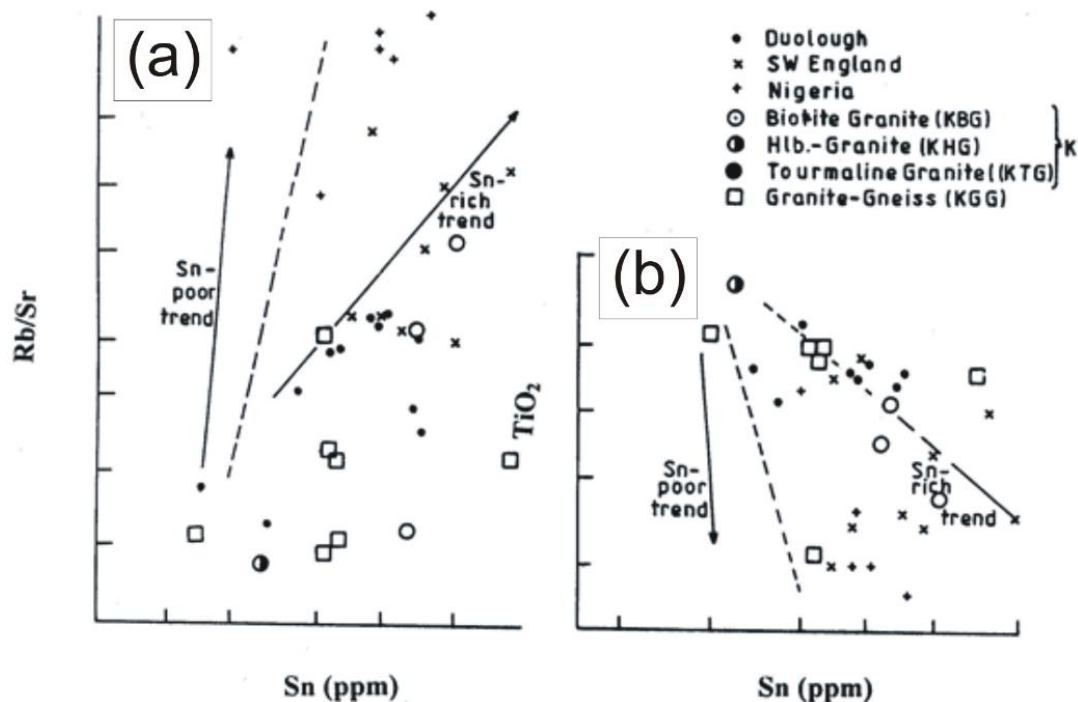 (a)
Duolough
SW England
Nigeria
Biotite Granite (KBG)
Hlb.-Granite (KHG)
Tourmaline Granite((KTG)
Granite-Gneiss (KGG)
K
Sn-
poor
trend
Sn-
rich
trend
Rb/Sr
Sn (ppm)
(b)
Sn-
poor
trend
Sn-
rich
trend
TiO₂
Sn (ppm)